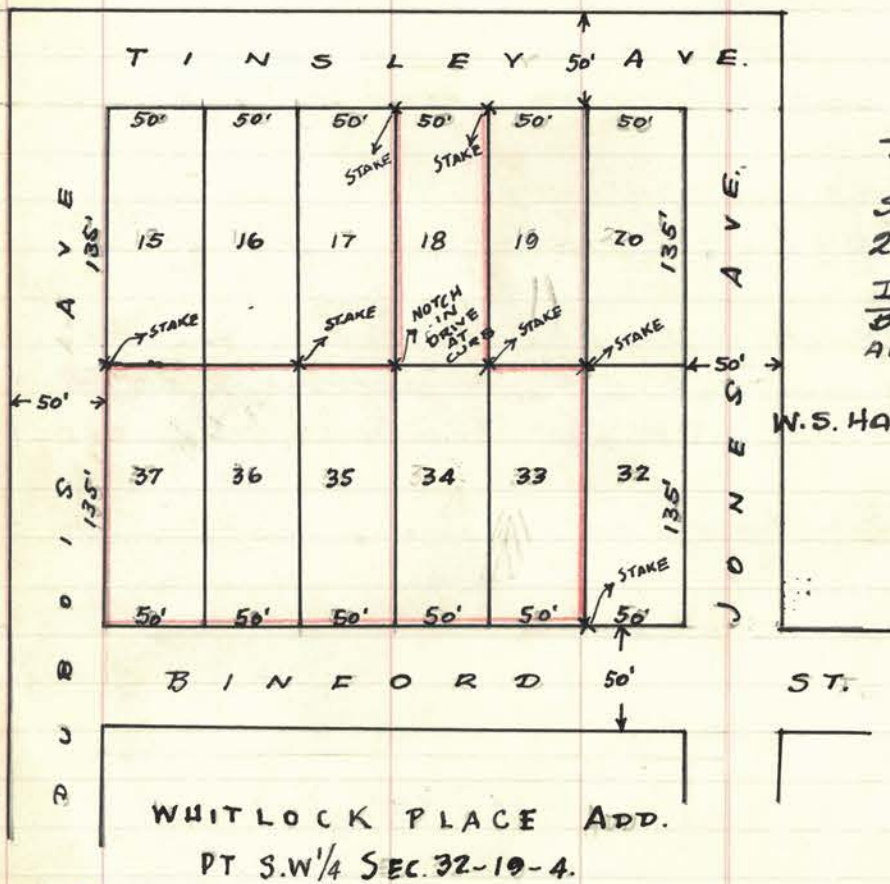 TINSLEY AVE.
50'
50' 50' 50' 50' 50' 50'
STAKE STAKE
DUBOIS AVE
135'
15 16 17 18 19 20
135'
JONES AVE.
STAKE STAKE
NOTCH
IN
DRIVE
AT
CURB
STAKE STAKE
50'
50'
W.S. HA
37 36 35 34 33 32
135'
135'
STAKE
50' 50' 50' 50' 50' 50'
BINFORD ST.
50'
WHITLOCK PLACE ADD.
PT S.W 1/4 SEC. 32-19-4.